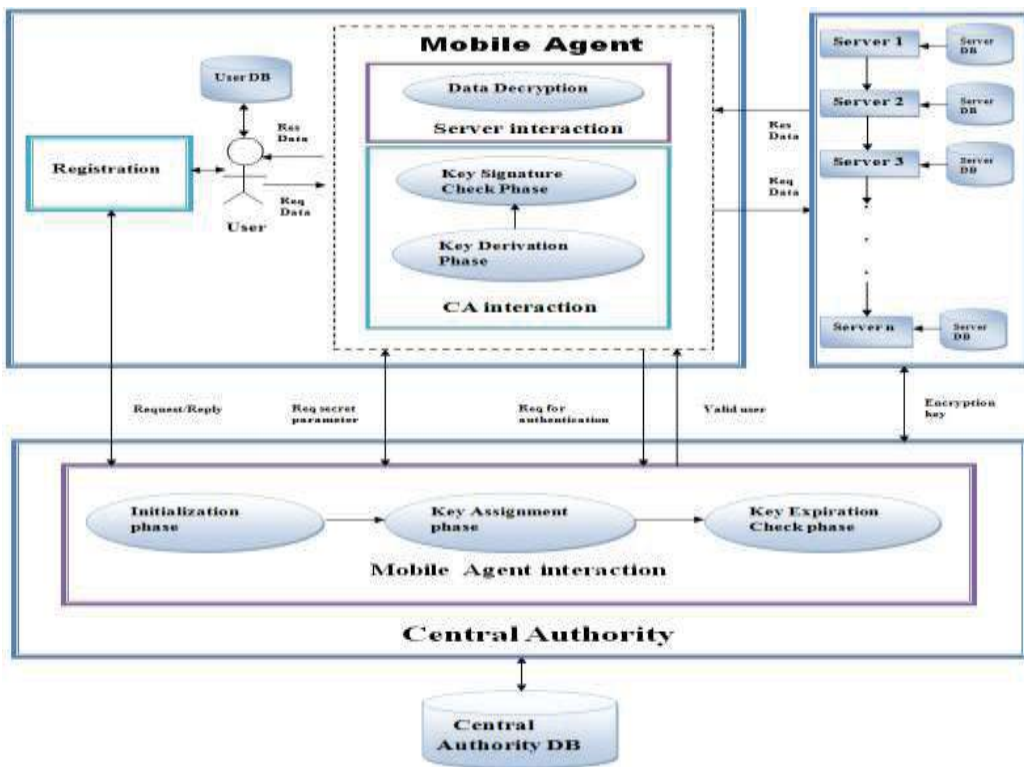 Mobile Agent
User DB
Data Decryption
Server interaction
Res
Data
Registration
Req
Data
User
Key Signature
Check Phase
Key Derivation
Phase
CA interaction
Res
Data
Req
Data
Server 1
Server
DB
Server 2
Server
DB
Server 3
Server
DB
Server n
Server
DB
Request/Reply
Req secret
parameter
Req for
authentication
Valid user
Encryption
key
Initialization
phase
Key Assignment
phase
Key Expiration
Check phase
Mobile Agent interaction
Central Authority
Central
Authority DB